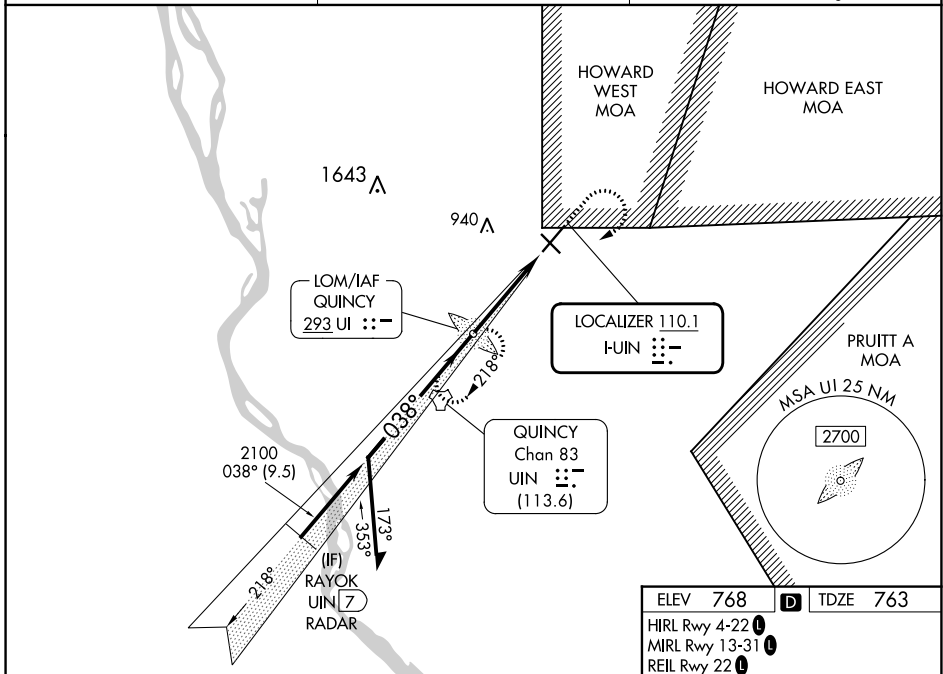 HOWARD
WEST
MOA
HOWARD EAST
MOA
1643
940
LOM/IAF
QUINCY
293 UI
LOCALIZER 110.1
I-UIN
PRUITT A
MOA
MSA UI 25 NM
2700
218°
038°
QUINCY
Chan 83
UIN
(113.6)
2100
038° (9.5)
173°
353°
(IF)
RAYOK
UIN 7
RADAR
218°
ELEV 768 D TDZE 763
HIRL Rwy 4-22 L
MIRL Rwy 13-31 L
REIL Rwy 22 L